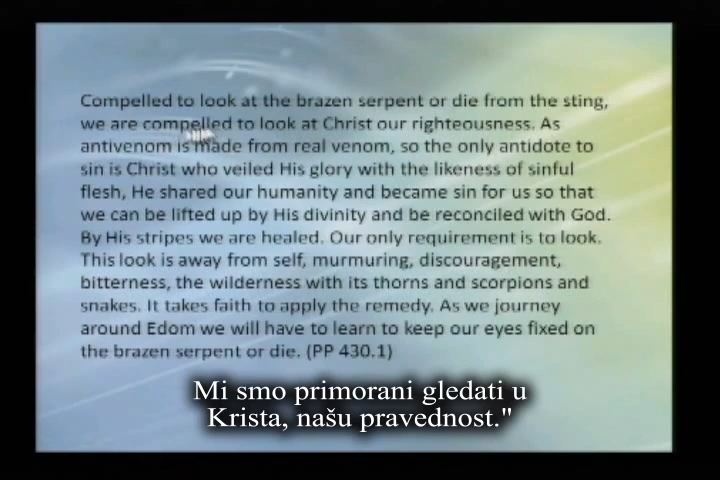 Compelled to look at the brazen serpent or die from the sting,
we are compelled to look at Christ our righteousness. As
antivenom is made from real venom, so the only antidote to
sin is Christ who veiled His glory with the likeness of sinful
flesh, He shared our humanity and became sin for us so that
we can be lifted up by His divinity and be reconciled with God.
By His stripes we are healed. Our only requirement is to look.
This look is away from self, murmuring, discouragement,
bitterness, the wilderness with its thorns and scorpions and
snakes. It takes faith to apply the remedy. As we journey
around Edom we will have to learn to keep our eyes fixed on
the brazen serpent or die. (PP 430.1)
Mi smo primorani gledati u
Krista, našu pravednost."